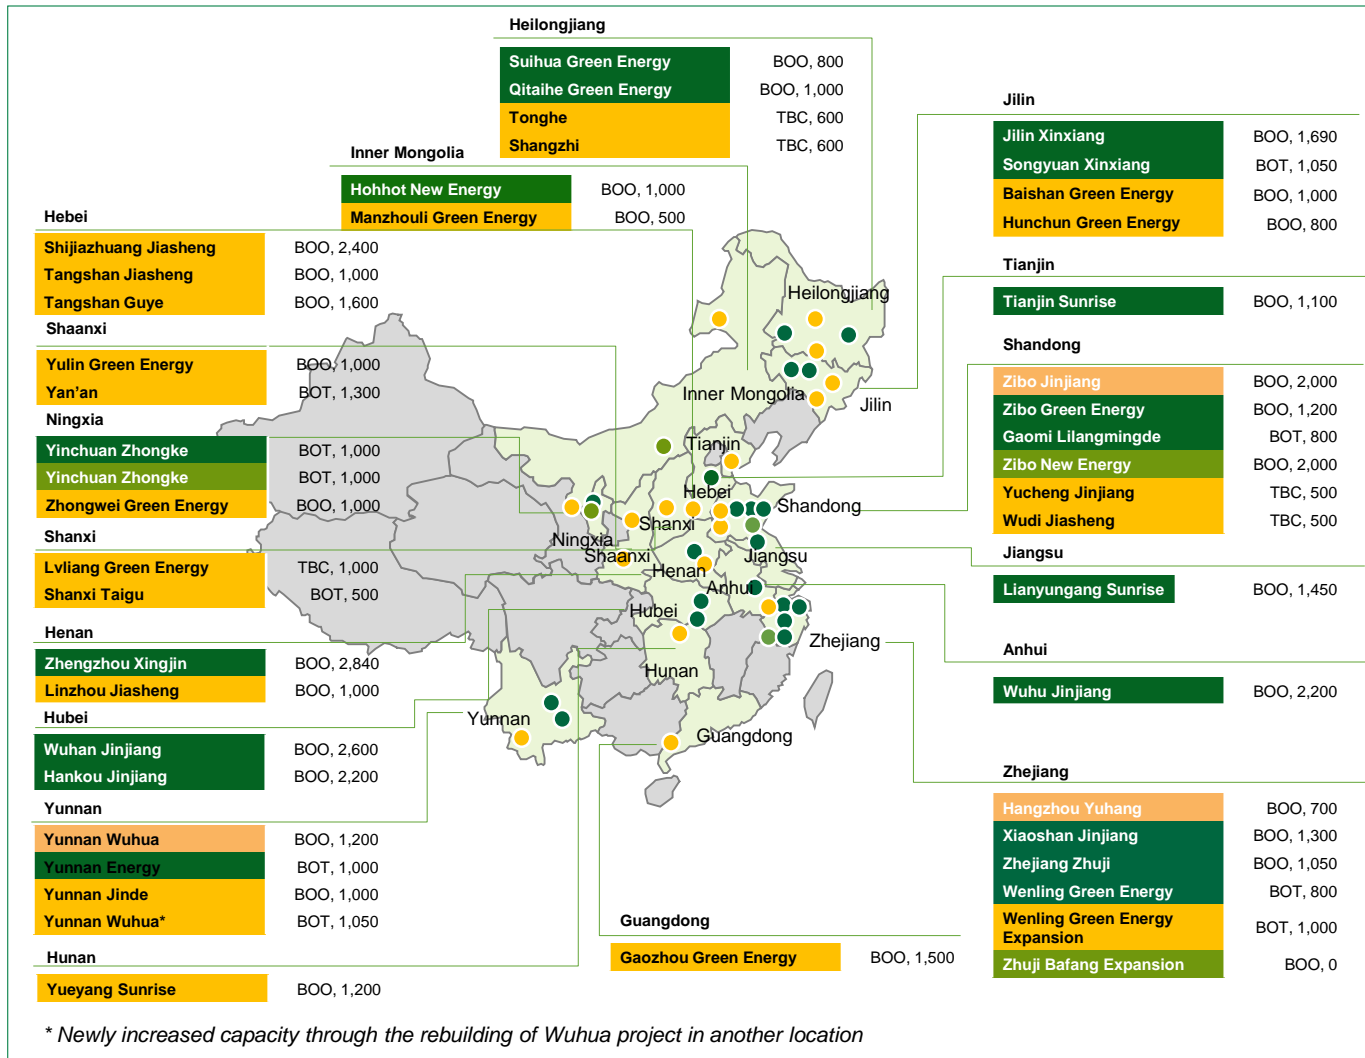 Heilongjiang
Suihua Green Energy BOO, 800
Qitaihe Green Energy BOO, 1,000
Tonghe TBC, 600
Shangzhi TBC, 600
Inner Mongolia
Hohhot New Energy BOO, 1,000
Manzhouli Green Energy BOO, 500
Hebei
Shijiazhuang Jiasheng BOO, 2,400
Tangshan Jiasheng BOO, 1,000
Tangshan Guye BOO, 1,600
Shaanxi
Yulin Green Energy BOO, 1,000
Yan'an BOT, 1,300
Ningxia
Yinchuan Zhongke BOT, 1,000
Yinchuan Zhongke BOT, 1,000
Zhongwei Green Energy BOO, 1,000
Shanxi
Lvliang Green Energy TBC, 1,000
Shanxi Taigu BOT, 500
Henan
Zhengzhou Xingjin BOO, 2,840
Linzhou Jiasheng BOO, 1,000
Hubei
Wuhan Jinjiang BOO, 2,600
Hankou Jinjiang BOO, 2,200
Yunnan
Yunnan Wuhua BOO, 1,200
Yunnan Energy BOT, 1,000
Yunnan Jinde BOO, 1,000
Yunnan Wuhua* BOT, 1,050
Hunan
Yueyang Sunrise BOO, 1,200
Heilongjiang
Inner Mongolia
Jilin
Tianjin
Hebei
Shandong
Shanxi
Ningxia
Shaanxi
Jiangsu
Henan
Anhui
Hubei
Zhejiang
Hunan
Yunnan
Guangdong
Guangdong
Gaozhou Green Energy BOO, 1,500
Jilin
Jilin Xinxiang BOO, 1,690
Songyuan Xinxiang BOT, 1,050
Baishan Green Energy BOO, 1,000
Hunchun Green Energy BOO, 800
Tianjin
Tianjin Sunrise BOO, 1,100
Shandong
Zibo Jinjiang BOO, 2,000
Zibo Green Energy BOO, 1,200
Gaomi Lilangmingde BOT, 800
Zibo New Energy BOO, 2,000
Yucheng Jinjiang TBC, 500
Wudi Jiasheng TBC, 500
Jiangsu
Lianyungang Sunrise BOO, 1,450
Anhui
Wuhu Jinjiang BOO, 2,200
Zhejiang
Hangzhou Yuhang BOO, 700
Xiaoshan Jinjiang BOO, 1,300
Zhejiang Zhuji BOO, 1,050
Wenling Green Energy BOT, 800
Wenling Green Energy
Expansion BOT, 1,000
Zhuji Bafang Expansion BOO, 0
* Newly increased capacity through the rebuilding of Wuhua project in another location